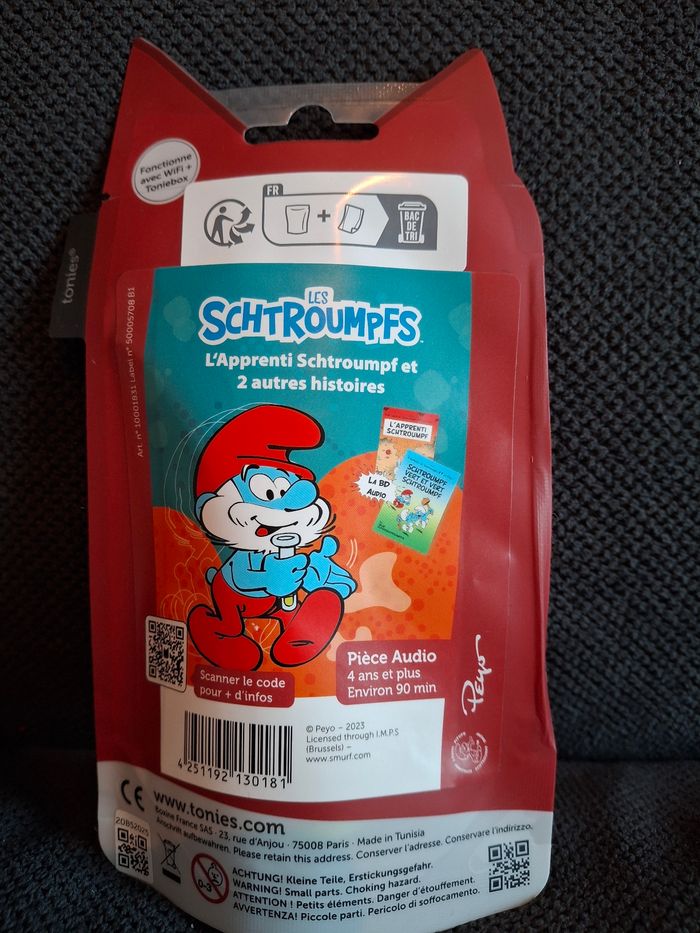 Fonctionne
avec WiFi +
Toniebox
FR
+
BAC
DE
TRI
tonies®
Art. n° 10001831 Label n° 50005708 B1
LES
SCHTROUMPFS
L'Apprenti Schtroumpf et
2 autres histoires
L'APPRENTI
SCHTROUMPF
SCHTROUMPF
VERT ET VERT
SCHTROUMPF
LA BD
AUDIO
Scanner le code
pour + d'infos
Pièce Audio
4 ans et plus
Environ 90 min
Peyo
© Peyo – 2023
Licensed through I.M.P.S
(Brussels) –
www.smurf.com
4 251192 130181
CE
www.tonies.com
Boxine France SAS · 23, rue d'Anjou · 75008 Paris · Made in Tunisia
Anschrift aufbewahren. Please retain this address. Conserver l'adresse. Conservare l'indirizzo.
20852025
0-3
ACHTUNG! Kleine Teile, Erstickungsgefahr.
WARNING! Small parts. Choking hazard.
ATTENTION ! Petits éléments. Danger d'étouffement.
AVVERTENZA! Piccole parti. Pericolo di soffocamento.